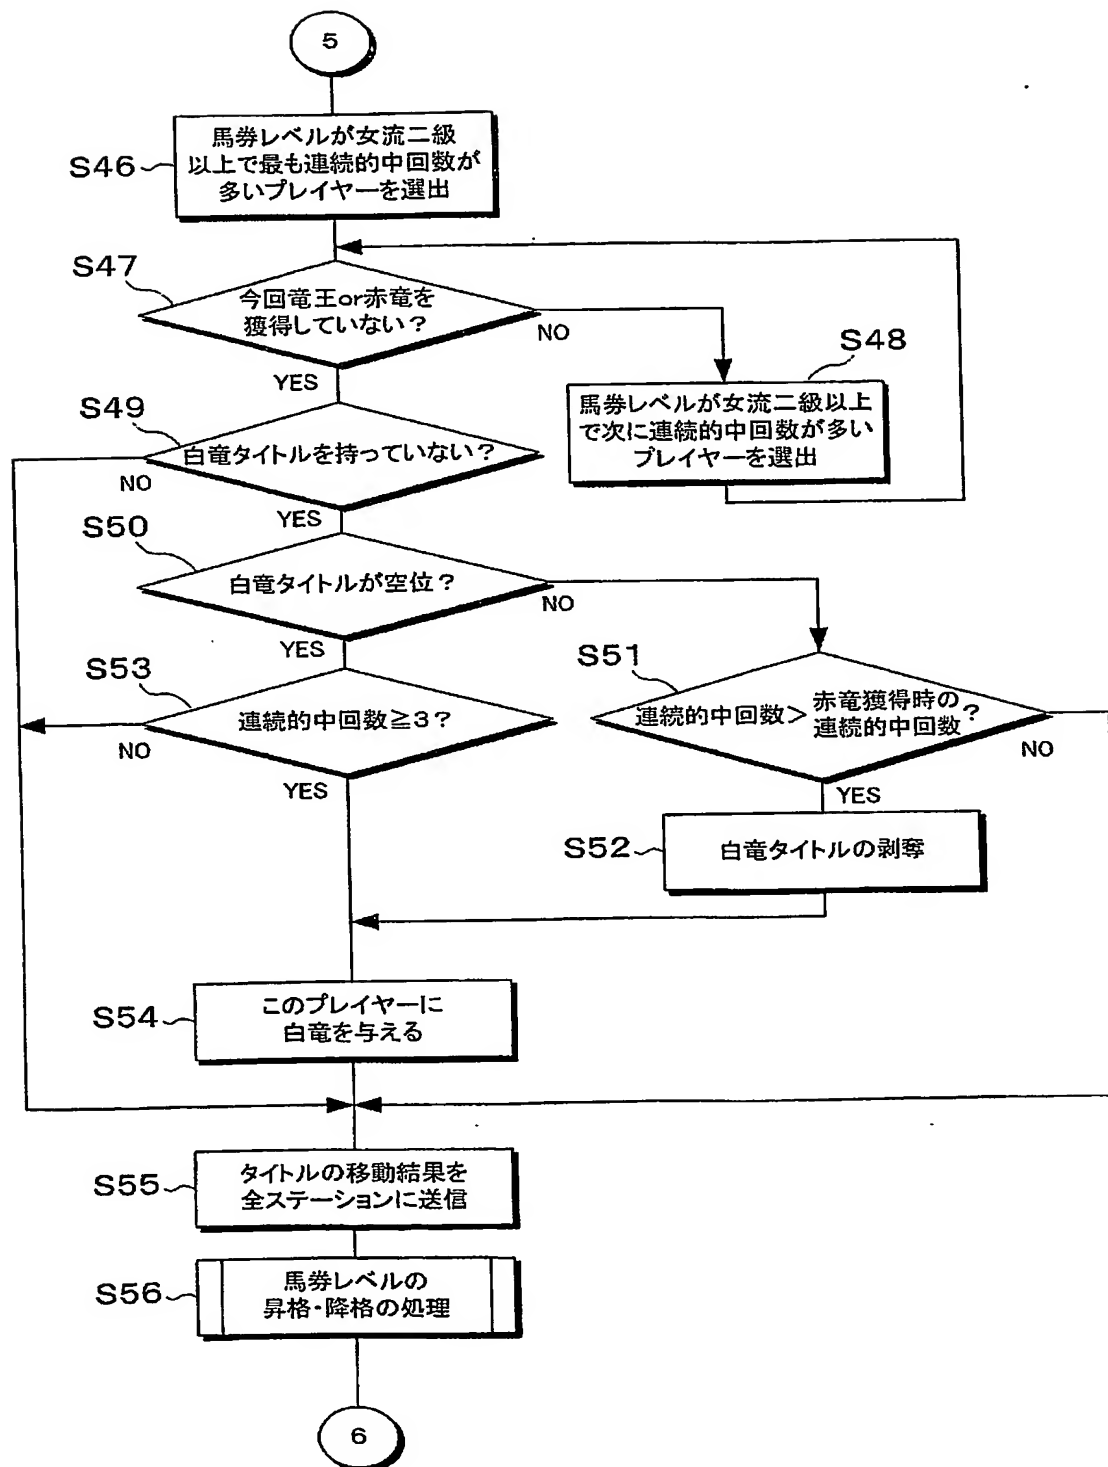 5
S46
馬券レベルが女流二級
以上で最も連続的中回数が
多いプレイヤーを選出
S47
今回竜王or赤竜を
獲得していない？
NO
YES
S48
馬券レベルが女流二級以上
で次に連続的中回数が多い
プレイヤーを選出
S49
白竜タイトルを持っていない？
NO
YES
S50
白竜タイトルが空位？
NO
YES
S51
連続的中回数＞赤竜獲得時の
連続的中回数？
NO
YES
S53
連続的中回数≧3？
NO
YES
S52
白竜タイトルの剥奪
S54
このプレイヤーに
白竜を与える
S55
タイトルの移動結果を
全ステーションに送信
S56
馬券レベルの
昇格・降格の処理
6